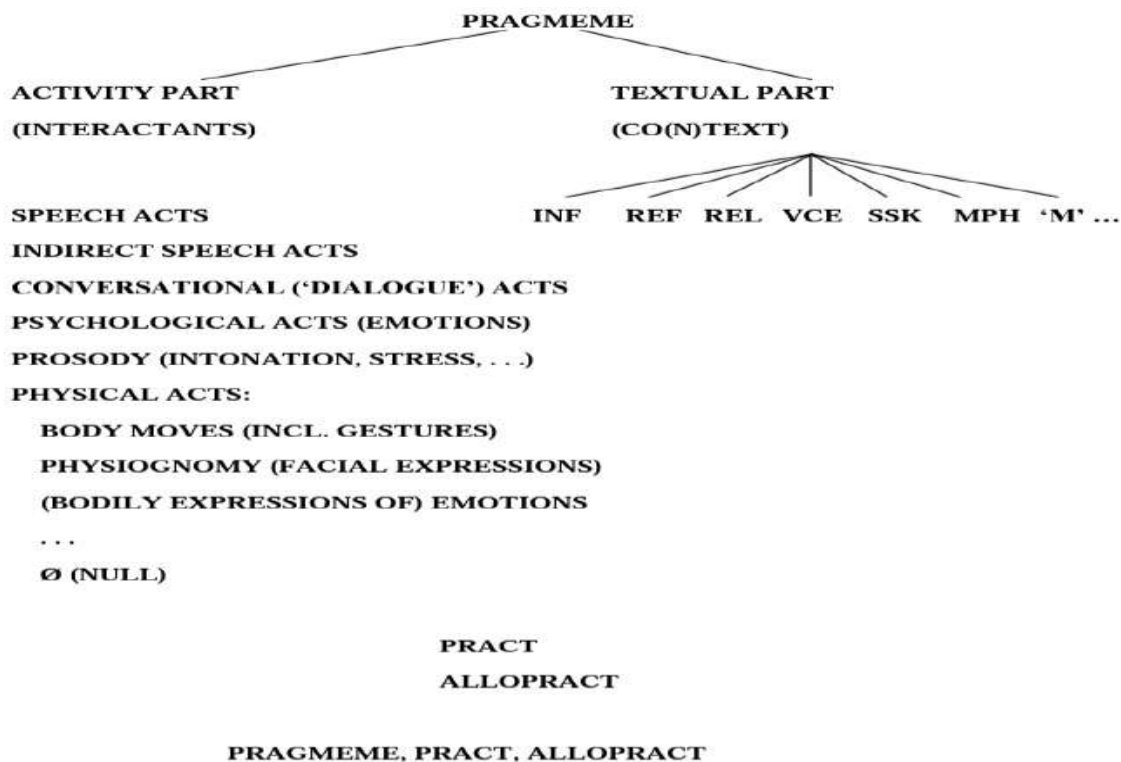 PRAGMEME
ACTIVITY PART TEXTUAL PART
(INTERACTANTS) (CO(N)TEXT)
SPEECH ACTS INF REF REL VCE SSK MPH ‘M’ ...
INDIRECT SPEECH ACTS
CONVERSATIONAL (‘DIALOGUE’) ACTS
PSYCHOLOGICAL ACTS (EMOTIONS)
PROSODY (INTONATION, STRESS, . . .)
PHYSICAL ACTS:
BODY MOVES (INCL. GESTURES)
PHYSIOGNOMY (FACIAL EXPRESSIONS)
(BODILY EXPRESSIONS OF) EMOTIONS
. . .
Ø (NULL)
PRACT
ALLOPRACT
PRAGMEME, PRACT, ALLOPRACT